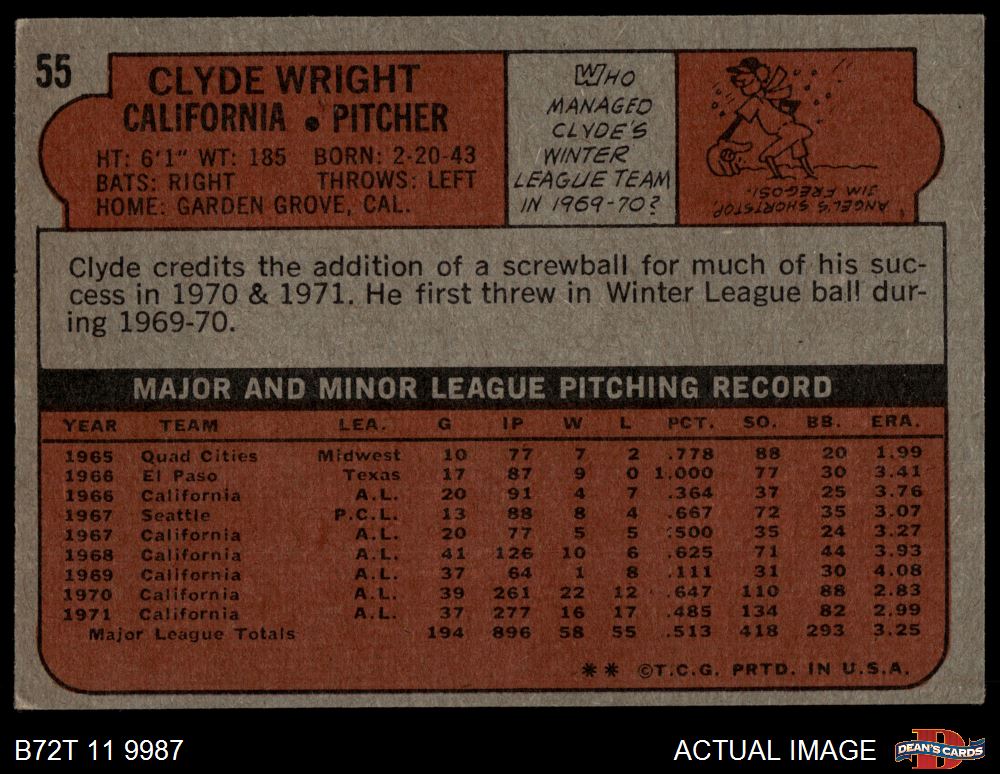 55
CLYDE WRIGHT
CALIFORNIA • PITCHER
HT: 6'1" WT: 185 BORN: 2-20-43
BATS: RIGHT THROWS: LEFT
HOME: GARDEN GROVE, CAL.
WHO
MANAGED
CLYDE'S
WINTER
LEAGUE TEAM
IN 1969-70?
ANGEL'S SHORTSTOP,
JIM FREGOSI.
Clyde credits the addition of a screwball for much of his suc-
cess in 1970 & 1971. He first threw in Winter League ball dur-
ing 1969-70.
MAJOR AND MINOR LEAGUE PITCHING RECORD
YEAR TEAM LEA. G IP W L PCT. SO. BB. ERA.
1965 Quad Cities Midwest 10 77 7 2 .778 88 20 1.99
1966 El Paso Texas 17 87 9 0 1.000 77 30 3.41
1966 California A.L. 20 91 4 7 .364 37 25 3.76
1967 Seattle P.C.L. 13 88 8 4 .667 72 35 3.07
1967 California A.L. 20 77 5 5 .500 35 24 3.27
1968 California A.L. 41 126 10 6 .625 71 44 3.93
1969 California A.L. 37 64 1 8 .111 31 30 4.08
1970 California A.L. 39 261 22 12 .647 110 88 2.83
1971 California A.L. 37 277 16 17 .485 134 82 2.99
Major League Totals 194 896 58 55 .513 418 293 3.25
** ©T.C.G. PRTD. IN U.S.A.
B72T 11 9987
ACTUAL IMAGE
D
DEAN'S CARDS